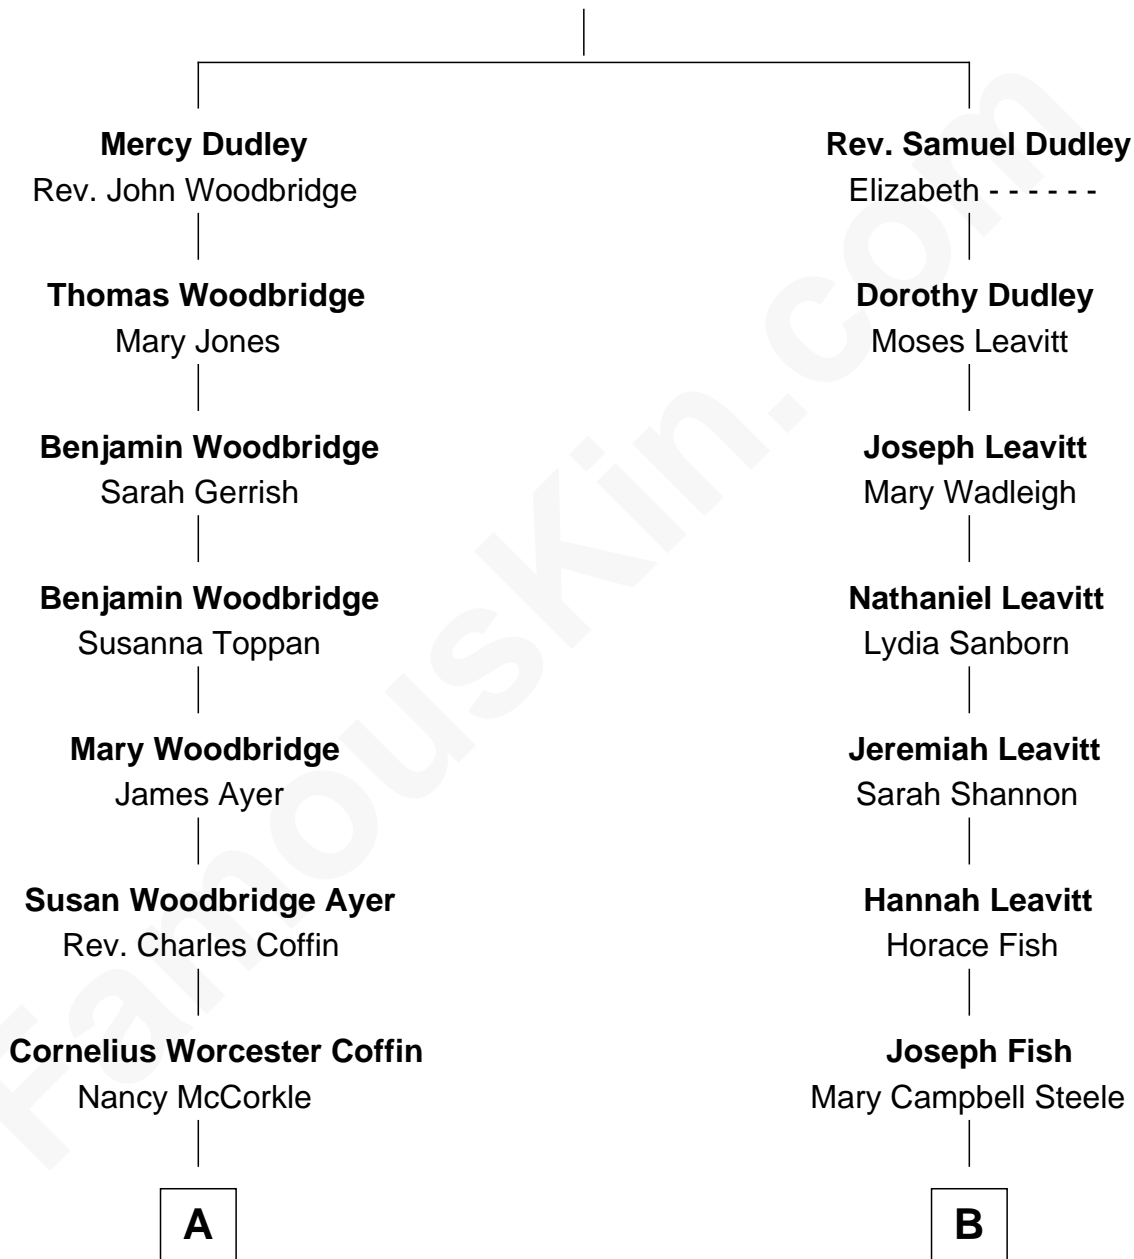 Mercy Dudley
Rev. John Woodbridge
Thomas Woodbridge
Mary Jones
Benjamin Woodbridge
Sarah Gerrish
Benjamin Woodbridge
Susanna Toppan
Mary Woodbridge
James Ayer
Susan Woodbridge Ayer
Rev. Charles Coffin
Cornelius Worcester Coffin
Nancy McCorkle
A
Rev. Samuel Dudley
Elizabeth - - - - - -
Dorothy Dudley
Moses Leavitt
Joseph Leavitt
Mary Wadleigh
Nathaniel Leavitt
Lydia Sanborn
Jeremiah Leavitt
Sarah Shannon
Hannah Leavitt
Horace Fish
Joseph Fish
Mary Campbell Steele
B
FamousKin.com